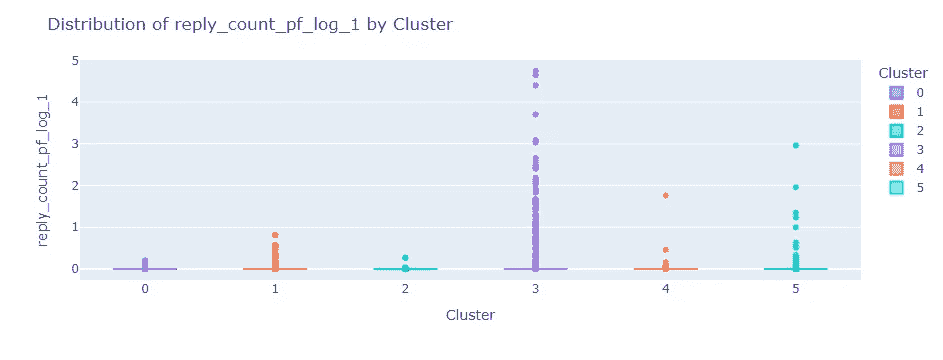 Distribution of reply_count_pf_log_1 by Cluster
reply_count_pf_log_1
5
4
3
2
1
0
0 1 2 3 4 5
Cluster
Cluster
0
1
2
3
4
5